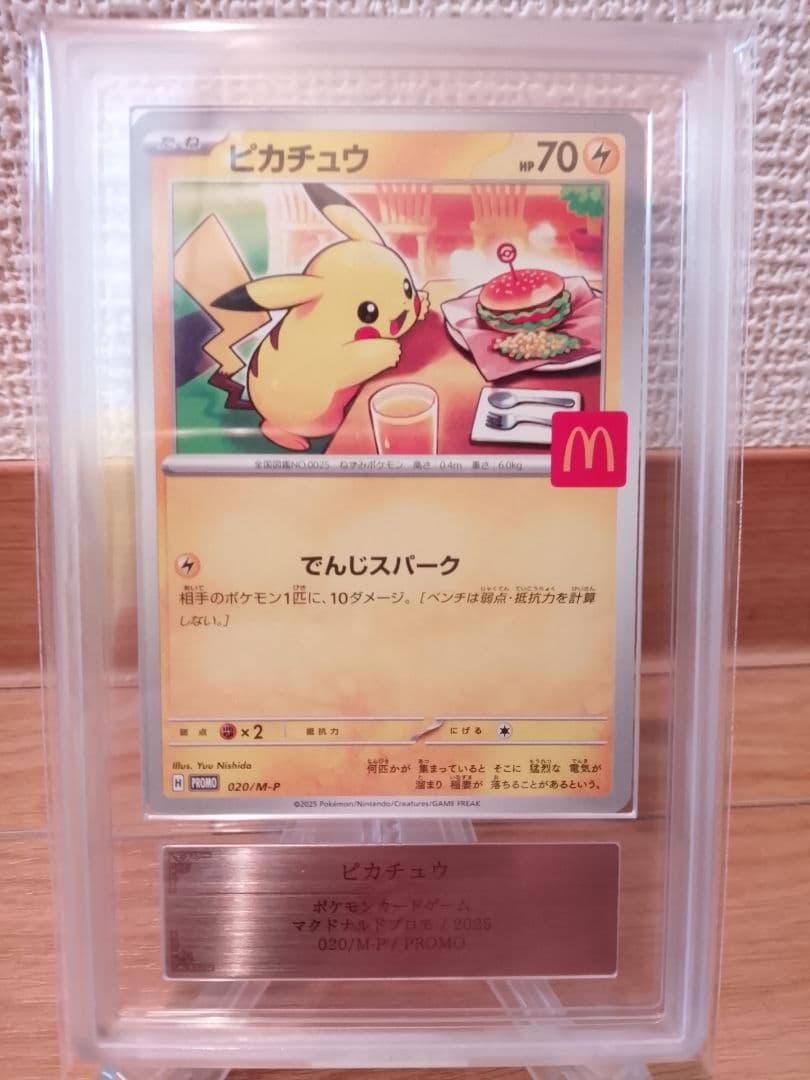 たね
ピカチュウ
HP 70
M
全国図鑑NO.0025 ねずみポケモン 高さ:0.4m 重さ:6.0kg
でんじスパーク
相手のポケモン1匹に、10ダメージ。[ベンチは弱点・抵抗力を計算
しない。]
弱点 ×2 抵抗力 にげる
Illus. Yuu Nishida
H PROMO 020/M-P
何匹かが 集まっていると そこに 猛烈な 電気が
溜まり 稲妻が 落ちることがあるという。
©2025 Pokémon/Nintendo/Creatures/GAME FREAK
ピカチュウ
ポケモンカードゲーム
マクドナルドプロモ / 2025
020/M-P / PROMO